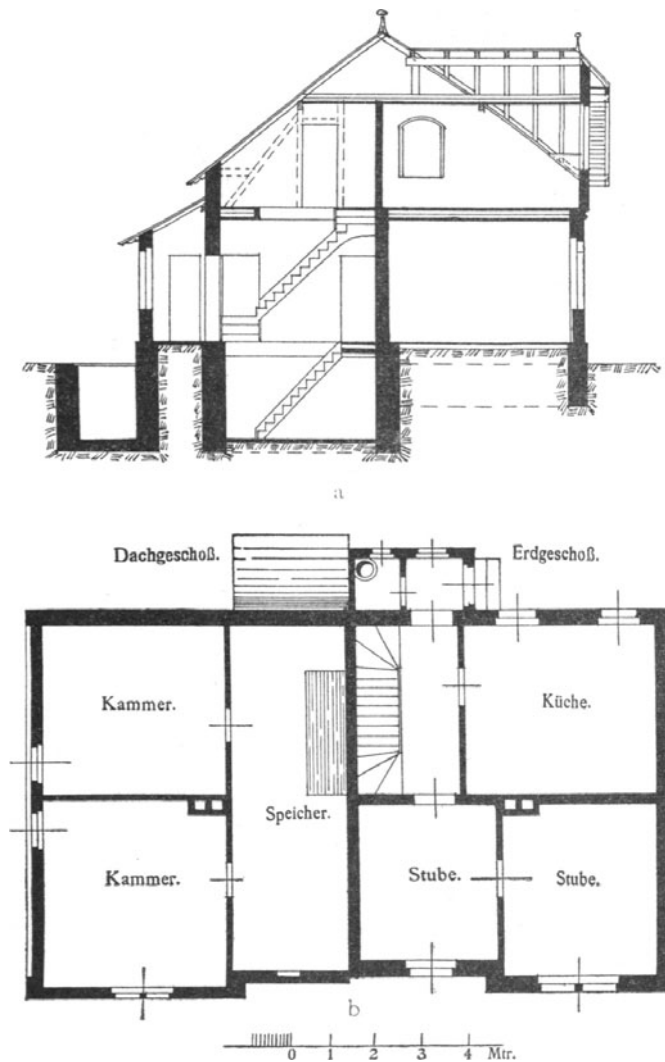 a
Dachgeschoß. Erdgeschoß.
Kammer. Küche.
Speicher.
Kammer. Stube. Stube.
b
0 1 2 3 4 Mtr.